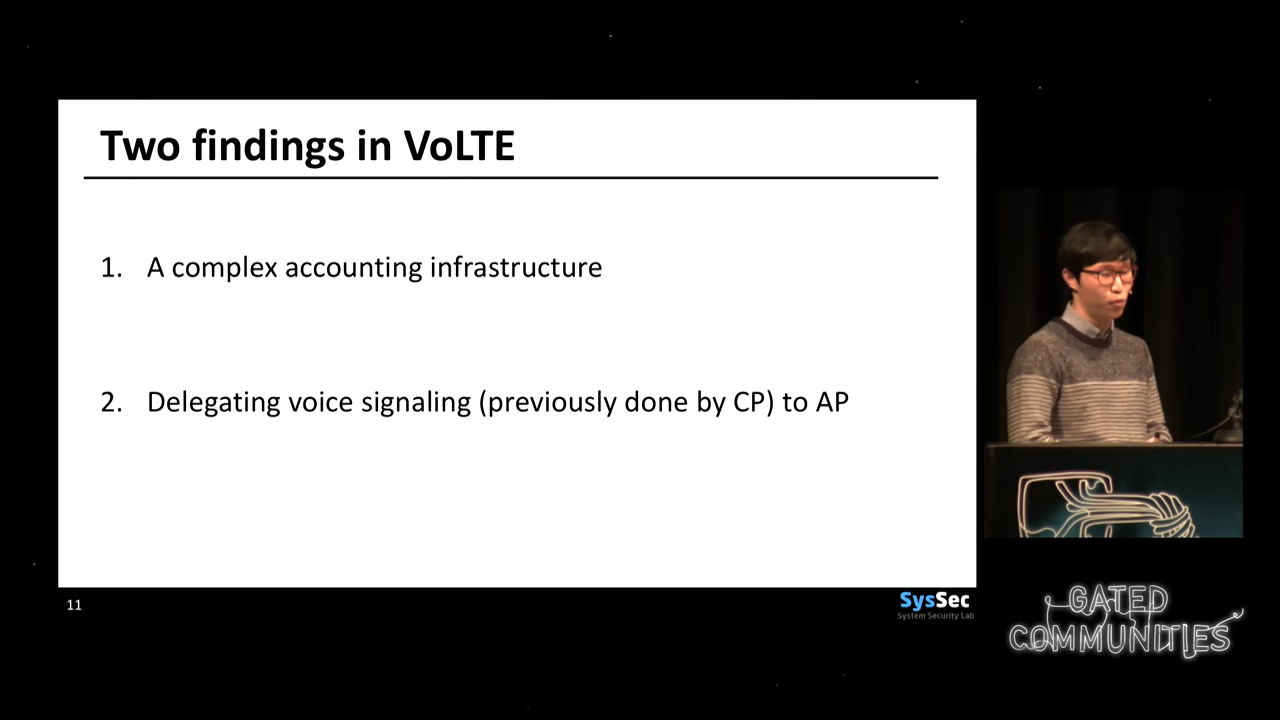 Two findings in VoLTE
1. A complex accounting infrastructure
2. Delegating voice signaling (previously done by CP) to AP
11
SysSec
System Security Lab
GATED
COMMUNITIES